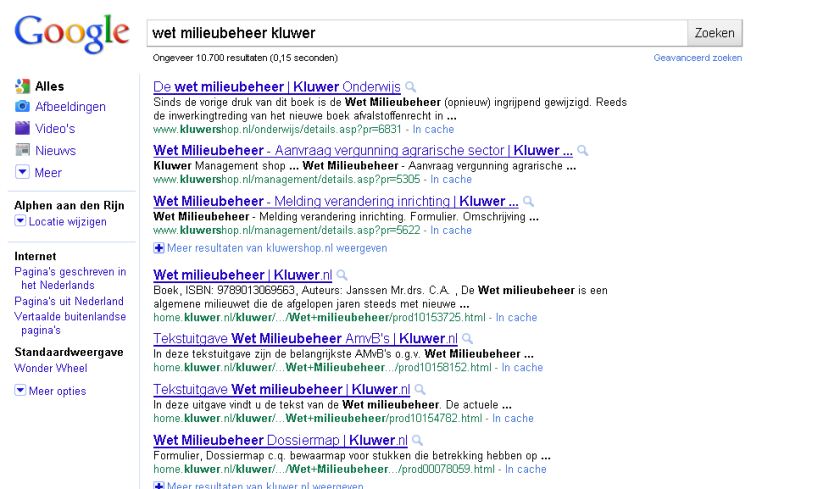 Google
wet milieubeheer kluwer
Zoeken
Ongeveer 10.700 resultaten (0,15 seconden)
Geavanceerd zoeken
Alles
Afbeeldingen
Video's
Nieuws
Meer
Alphen aan den Rijn
Locatie wijzigen
Internet
Pagina's geschreven in
het Nederlands
Pagina's uit Nederland
Vertaalde buitenlandse
pagina's
Standaardweergave
Wonder Wheel
Meer opties
De wet milieubeheer | Kluwer Onderwijs
Sinds de vorige druk van dit boek is de Wet Milieubeheer (opnieuw) ingrijpend gewijzigd. Reeds
de inwerkingtreding van het nieuwe boek afvalstoffenrecht in ...
www.kluwershop.nl/onderwijs/details.asp?pr=6831 - In cache
Wet Milieubeheer - Aanvraag vergunning agrarische sector | Kluwer ...
Kluwer Management shop ... Wet Milieubeheer - Aanvraag vergunning agrarische ...
www.kluwershop.nl/management/details.asp?pr=5305 - In cache
Wet Milieubeheer - Melding verandering inrichting | Kluwer ...
Wet Milieubeheer - Melding verandering inrichting. Formulier. Omschrijving ...
www.kluwershop.nl/management/details.asp?pr=5622 - In cache
Meer resultaten van kluwershop.nl weergeven
Wet milieubeheer | Kluwer.nl
Boek, ISBN: 9789013069563, Auteurs: Janssen Mr.drs. C.A. , De Wet milieubeheer is een
algemene milieuwet die de afgelopen jaren steeds met nieuwe ...
home.kluwer.nl/kluwer/.../Wet+milieubeheer/prod10153725.html - In cache
Tekstuitgave Wet Milieubeheer AmvB's | Kluwer.nl
In deze tekstuitgave zijn de belangrijkste AMvB's o.g.v. Wet Milieubeheer ...
home.kluwer.nl/kluwer/...Wet+Milieubeheer.../prod10158152.html - In cache
Tekstuitgave Wet milieubeheer | Kluwer.nl
In deze uitgave vindt u de tekst van de Wet milieubeheer. De actuele ...
home.kluwer.nl/kluwer/...Wet+milieubeheer/prod10154782.html - In cache
Wet Milieubeheer Dossiermap | Kluwer.nl
Formulier, Dossiermap c.q. bewaarmap voor stukken die betrekking hebben op ...
home.kluwer.nl/kluwer/...Wet+Milieubeheer.../prod00078059.html - In cache
Meer resultaten van kluwer.nl weergeven